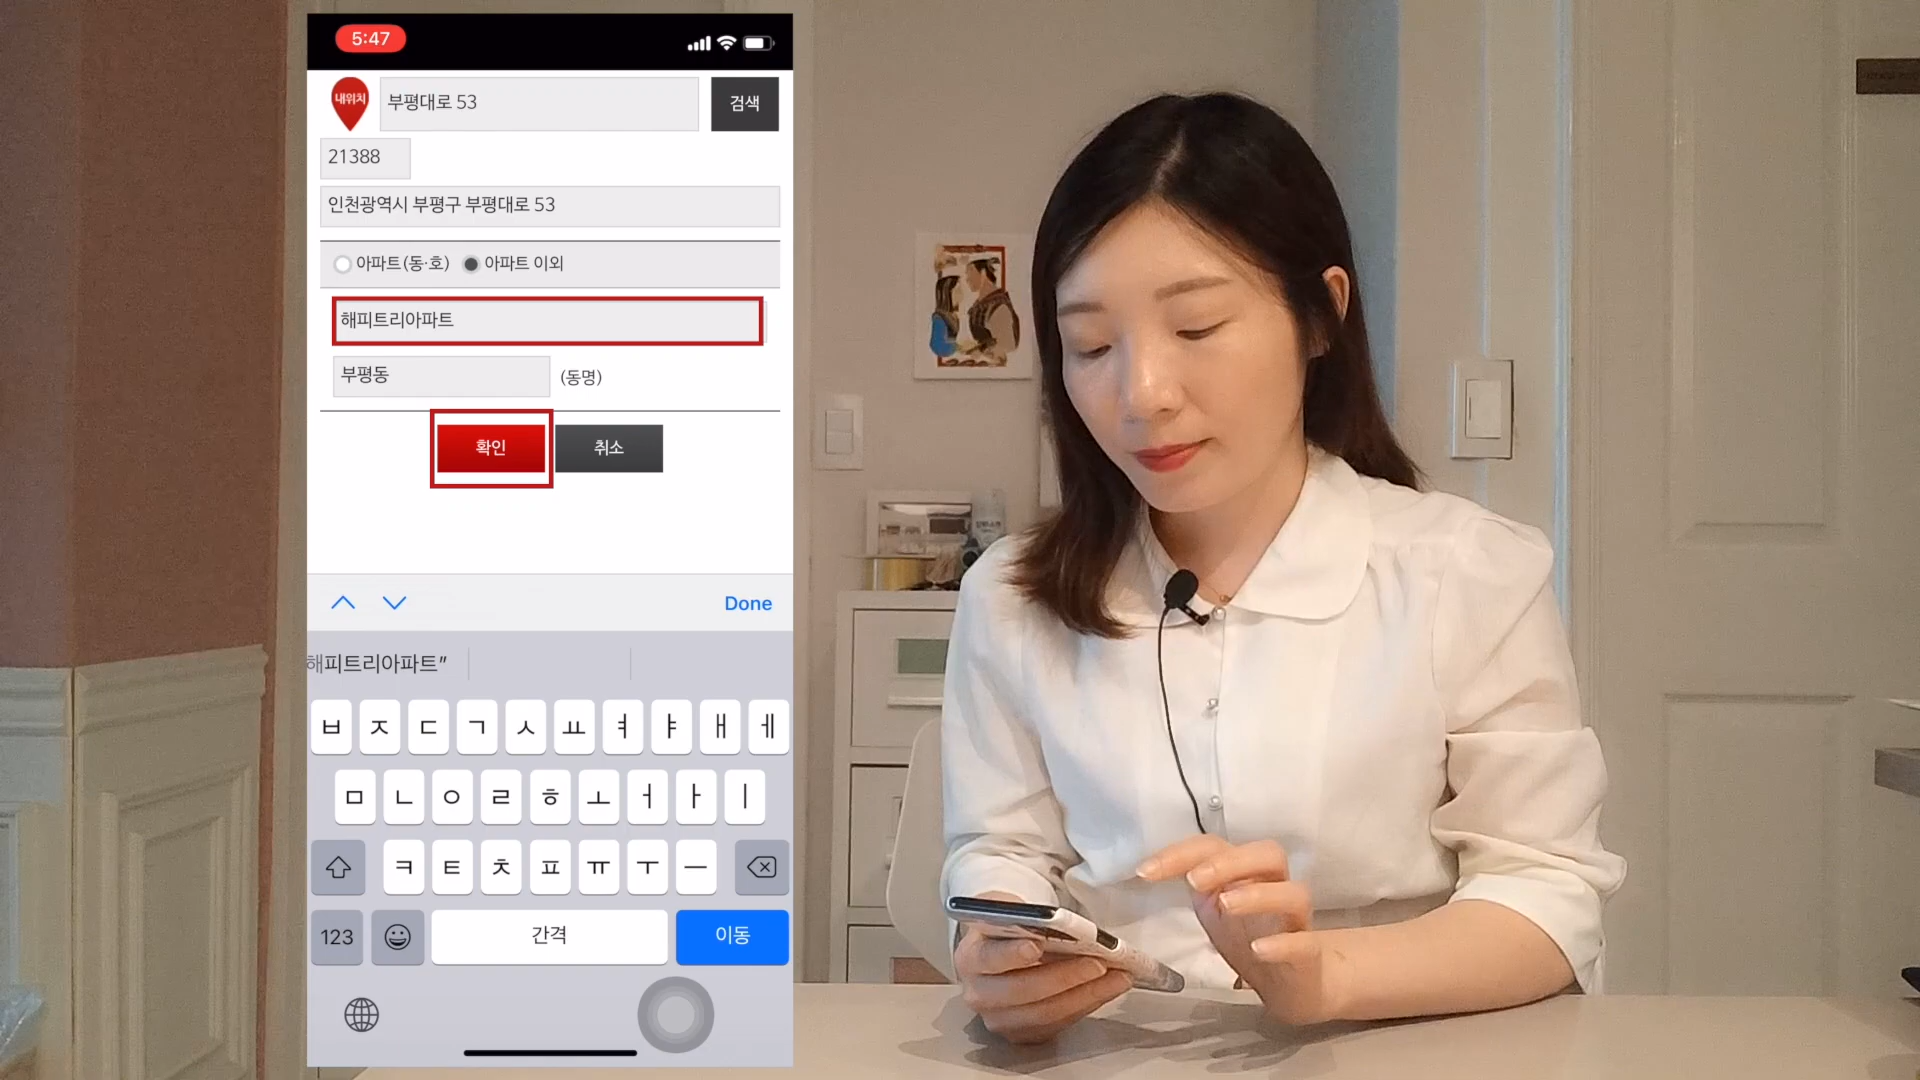 5:47
내위치 부평대로 53 검색
21388
인천광역시 부평구 부평대로 53
아파트(동·호) 아파트 이외
해피트리아파트
부평동 (동명)
확인 취소
Done
해피트리아파트”
ㅂ ㅈ ㄷ ㄱ ㅅ ㅛ ㅕ ㅑ ㅐ ㅔ
ㅁ ㄴ ㅇ ㄹ ㅎ ㅗ ㅓ ㅏ ㅣ
ㅋ ㅌ ㅊ ㅍ ㅠ ㅜ ㅡ
123 간격 이동